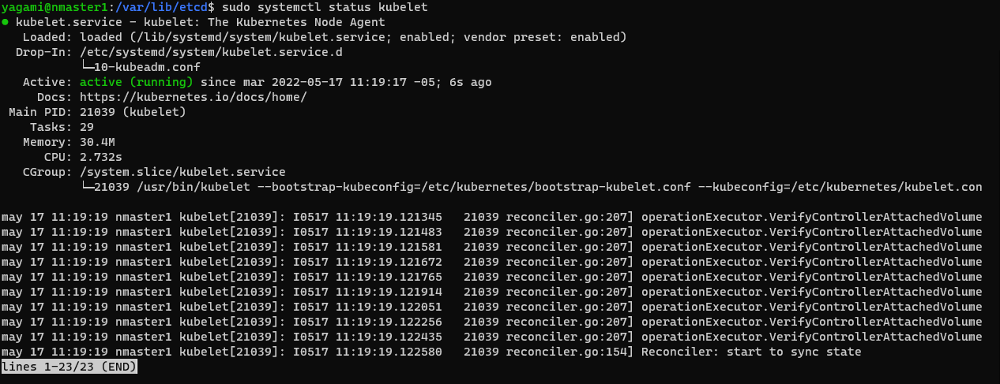 yagami@nmaster1:/var/lib/etcd$ sudo systemctl status kubelet
● kubelet.service - kubelet: The Kubernetes Node Agent
   Loaded: loaded (/lib/systemd/system/kubelet.service; enabled; vendor preset: enabled)
  Drop-In: /etc/systemd/system/kubelet.service.d
           └─10-kubeadm.conf
   Active: active (running) since mar 2022-05-17 11:19:17 -05; 6s ago
     Docs: https://kubernetes.io/docs/home/
 Main PID: 21039 (kubelet)
    Tasks: 29
   Memory: 30.4M
      CPU: 2.732s
   CGroup: /system.slice/kubelet.service
           └─21039 /usr/bin/kubelet --bootstrap-kubeconfig=/etc/kubernetes/bootstrap-kubelet.conf --kubeconfig=/etc/kubernetes/kubelet.con

may 17 11:19:19 nmaster1 kubelet[21039]: I0517 11:19:19.121345   21039 reconciler.go:207] operationExecutor.VerifyControllerAttachedVolume
may 17 11:19:19 nmaster1 kubelet[21039]: I0517 11:19:19.121483   21039 reconciler.go:207] operationExecutor.VerifyControllerAttachedVolume
may 17 11:19:19 nmaster1 kubelet[21039]: I0517 11:19:19.121581   21039 reconciler.go:207] operationExecutor.VerifyControllerAttachedVolume
may 17 11:19:19 nmaster1 kubelet[21039]: I0517 11:19:19.121672   21039 reconciler.go:207] operationExecutor.VerifyControllerAttachedVolume
may 17 11:19:19 nmaster1 kubelet[21039]: I0517 11:19:19.121765   21039 reconciler.go:207] operationExecutor.VerifyControllerAttachedVolume
may 17 11:19:19 nmaster1 kubelet[21039]: I0517 11:19:19.121914   21039 reconciler.go:207] operationExecutor.VerifyControllerAttachedVolume
may 17 11:19:19 nmaster1 kubelet[21039]: I0517 11:19:19.122051   21039 reconciler.go:207] operationExecutor.VerifyControllerAttachedVolume
may 17 11:19:19 nmaster1 kubelet[21039]: I0517 11:19:19.122256   21039 reconciler.go:207] operationExecutor.VerifyControllerAttachedVolume
may 17 11:19:19 nmaster1 kubelet[21039]: I0517 11:19:19.122435   21039 reconciler.go:207] operationExecutor.VerifyControllerAttachedVolume
may 17 11:19:19 nmaster1 kubelet[21039]: I0517 11:19:19.122580   21039 reconciler.go:154] Reconciler: start to sync state
lines 1-23/23 (END)